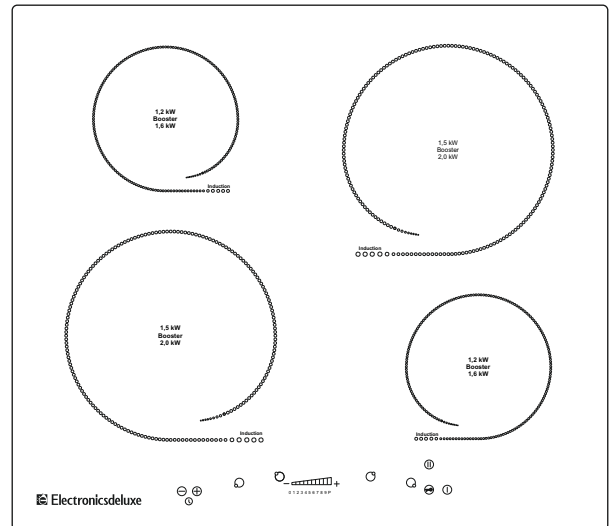 1,2 kW
Booster
1,6 kW
Induction
1,5 kW
Booster
2,0 kW
Induction
1,5 kW
Booster
2,0 kW
Induction
1,2 kW
Booster
1,6 kW
Induction
Electronicsdeluxe
− +
0 1 2 3 4 5 6 7 8 9 P